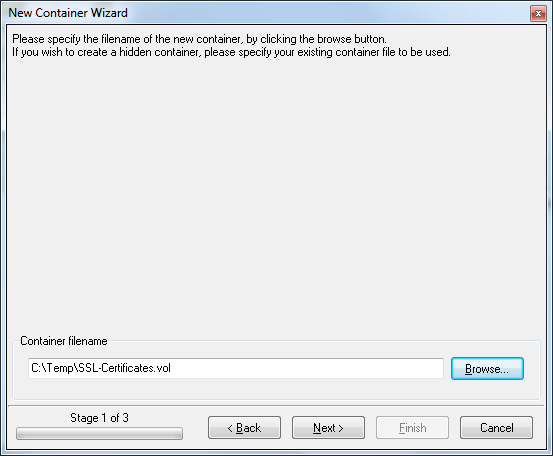 New Container Wizard
Please specify the filename of the new container, by clicking the browse button.
If you wish to create a hidden container, please specify your existing container file to be used.
Container filename
C:\Temp\SSL-Certificates.vol
Browse...
Stage 1 of 3
< Back
Next >
Finish
Cancel